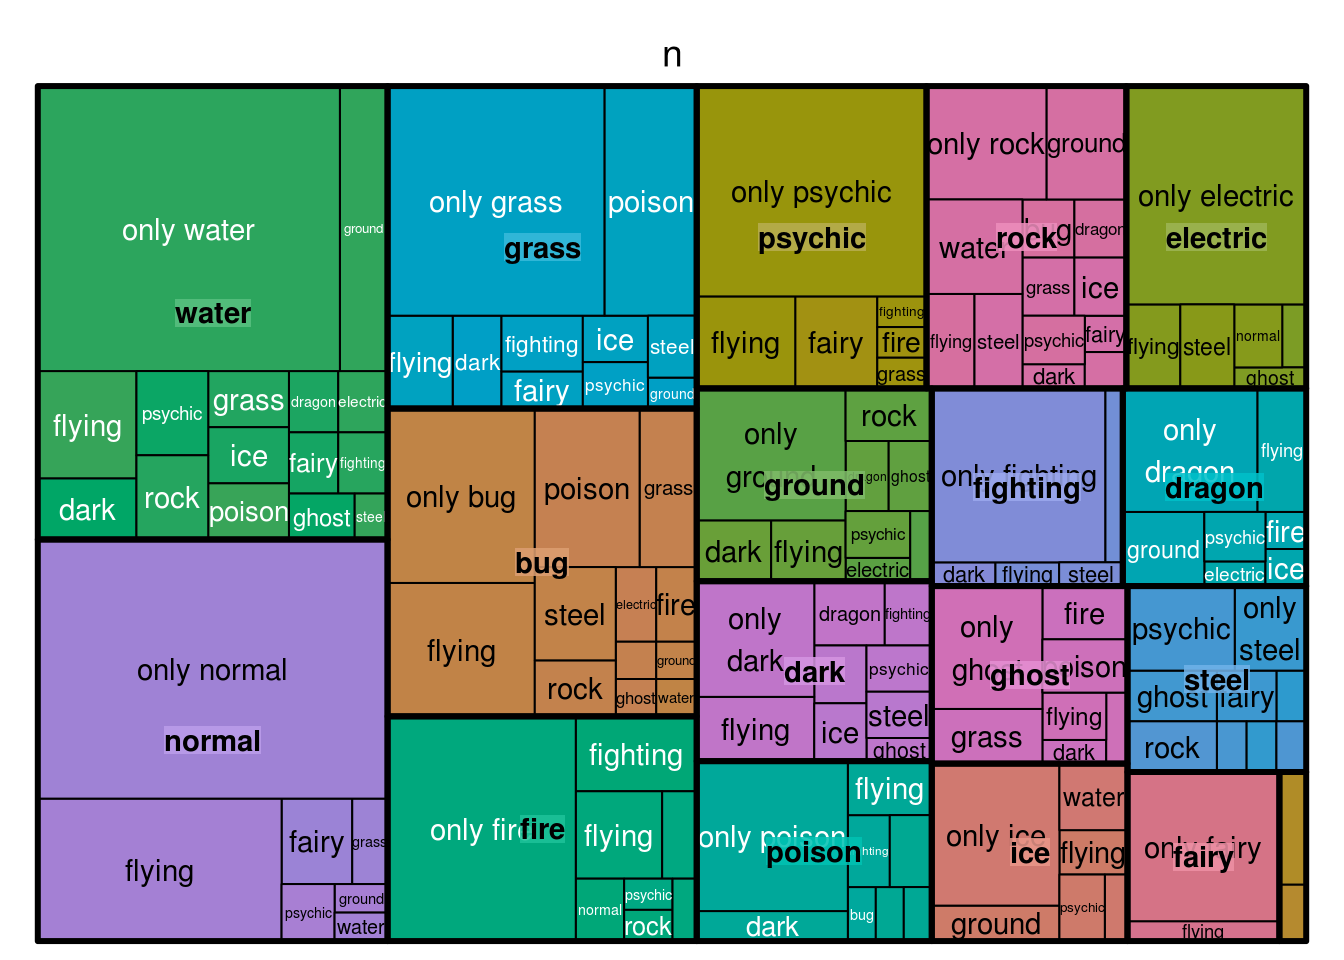 n
only water
ground
water
flying
psychic
grass
dragon
electric
ice
fairy
fighting
dark
rock
poison
ghost
steel
only normal
normal
flying
fairy
grass
psychic
ground
water
only grass
poison
grass
flying
dark
fighting
ice
steel
fairy
psychic
ground
only bug
poison
grass
bug
flying
steel
electric
fire
rock
ground
ghost
water
only fire
fire
fighting
flying
normal
psychic
rock
only psychic
psychic
flying
fairy
fighting
fire
grass
only rock
ground
water
rock
dragon
grass
ice
flying
steel
psychic
fairy
dark
only electric
electric
flying
steel
normal
ghost
only
ground
rock
ghost
dark
flying
psychic
electric
only fighting
fighting
dark
flying
steel
only
dragon
dragon
flying
ground
psychic
fire
electric
ice
only
dark
dark
dragon
fighting
psychic
flying
ice
steel
ghost
only
ghost
fire
grass
flying
dark
psychic
only
steel
steel
ghost
fairy
rock
only poison
poison
flying
dark
bug
only ice
ice
water
flying
ground
psychic
only fairy
fairy
flying